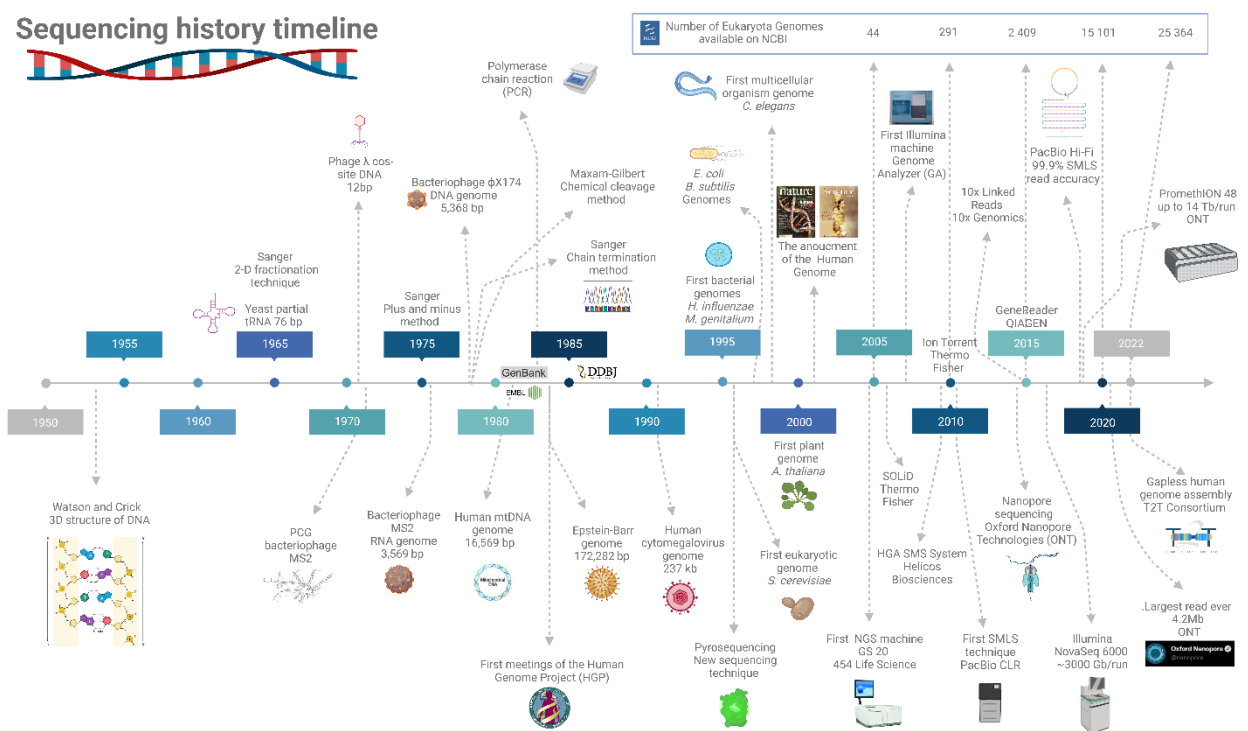 Sequencing history timeline
Number of Eukaryota Genomes
available on NCBI
44
291
2 409
15 101
25 364
NCBI
Polymerase
chain reaction
(PCR)
First multicellular
organism genome
C. elegans
First Illumina
machine
Genome
Analyzer (GA)
PacBio Hi-Fi
99.9% SMLS
read accuracy
Phage λ cos-
site DNA
12bp
Bacteriophage ϕX174
DNA genome
5,368 bp
Maxam-Gilbert
Chemical cleavage
method
E. coli
B. subtilis
Genomes
nature
10x Linked
Reads
10x Genomics
PromethION 48
up to 14 Tb/run
ONT
Sanger
2-D fractionation
technique
Yeast partial
tRNA 76 bp
Sanger
Plus and minus
method
Sanger
Chain termination
method
First bacterial
genomes
H. influenzae
M. genitalium
The anoucment
of the Human
Genome
GeneReader
QIAGEN
Ion Torrent
Thermo
Fisher
1955
1965
1975
1985
1995
2005
2015
2022
GenBank
EMBL
DDBJ
1950
1960
1970
1980
1990
2000
2010
2020
Watson and Crick
3D structure of DNA
PCG
bacteriophage
MS2
Bacteriophage
MS2
RNA genome
3,569 bp
Human mtDNA
genome
16,569 bp
Mitochondrial
DNA
Epstein-Barr
genome
172,282 bp
Human
cytomegalovirus
genome
237 kb
First plant
genome
A. thaliana
First eukaryotic
genome
S. cerevisiae
SOLiD
Thermo
Fisher
HGA SMS System
Helicos
Biosciences
Nanopore
sequencing
Oxford Nanopore
Technologies (ONT)
Gapless human
genome assembly
T2T Consortium
.Largest read ever
4.2Mb
ONT
Oxford Nanopore
@nanopore
First meetings of the Human
Genome Project (HGP)
Pyrosequencing
New sequencing
technique
First NGS machine
GS 20
454 Life Science
First SMLS
technique
PacBio CLR
Illumina
NovaSeq 6000
~3000 Gb/run